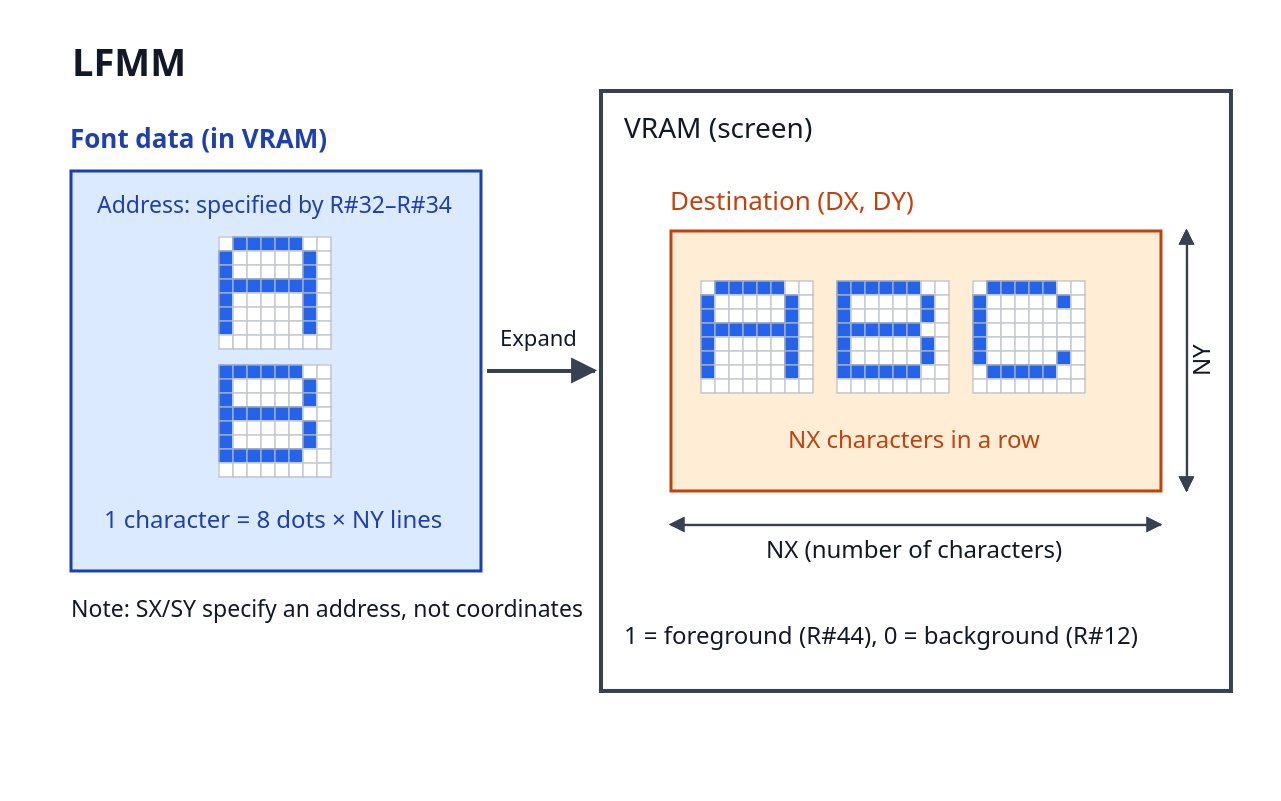 LFMM
Font data (in VRAM)
Address: specified by R#32–R#34
1 character = 8 dots × NY lines
Note: SX/SY specify an address, not coordinates
Expand
VRAM (screen)
Destination (DX, DY)
NX characters in a row
NY
NX (number of characters)
1 = foreground (R#44), 0 = background (R#12)